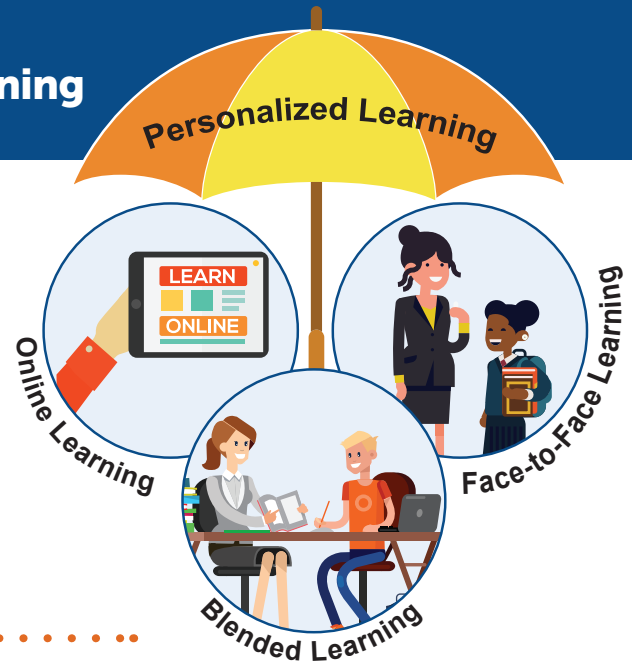 ning
Personalized Learning
LEARN
ONLINE
Online Learning
Face-to-Face Learning
Blended Learning